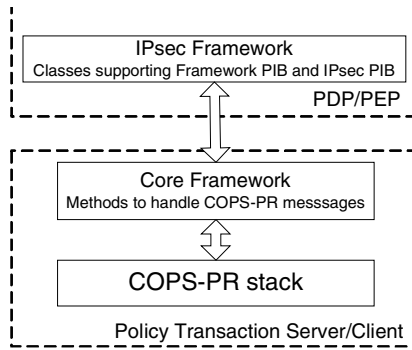 IPsec Framework
Classes supporting Framework PIB and IPsec PIB
PDP/PEP
Core Framework
Methods to handle COPS-PR messsages
COPS-PR stack
Policy Transaction Server/Client